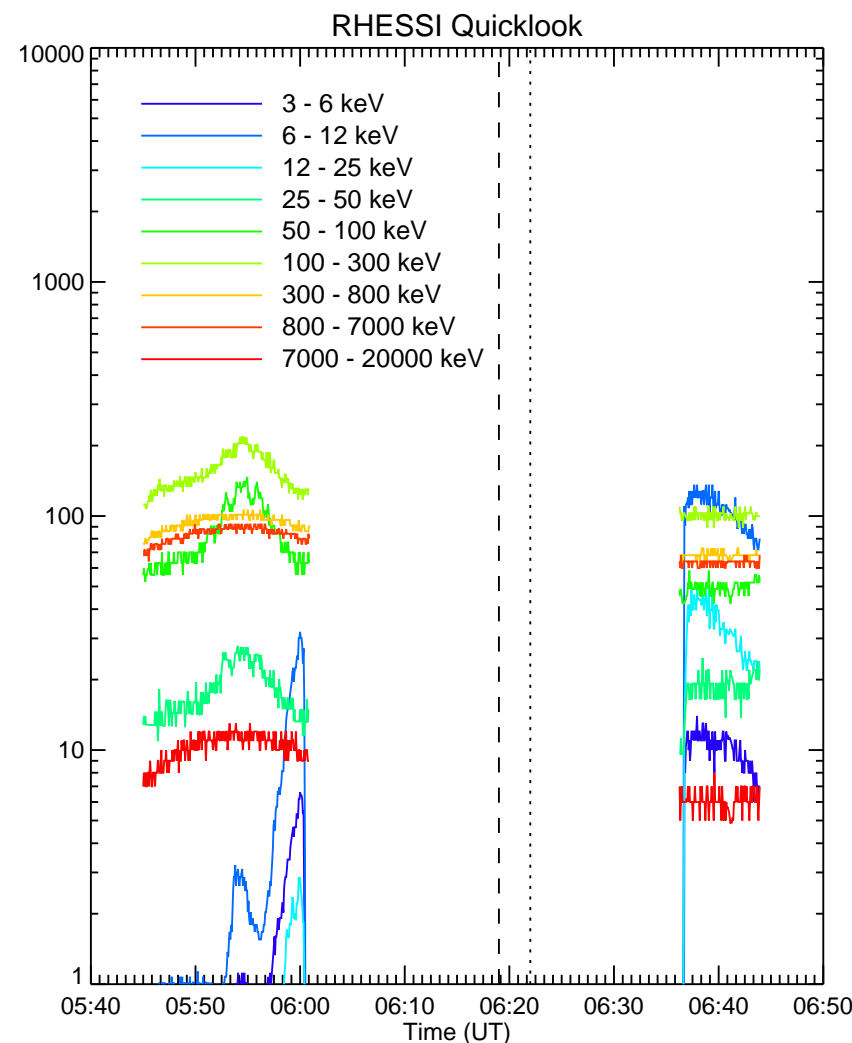 RHESSI Quicklook
10000
1000
100
10
1
3 - 6 keV
6 - 12 keV
12 - 25 keV
25 - 50 keV
50 - 100 keV
100 - 300 keV
300 - 800 keV
800 - 7000 keV
7000 - 20000 keV
05:40 05:50 06:00 06:10 06:20 06:30 06:40 06:50
Time (UT)